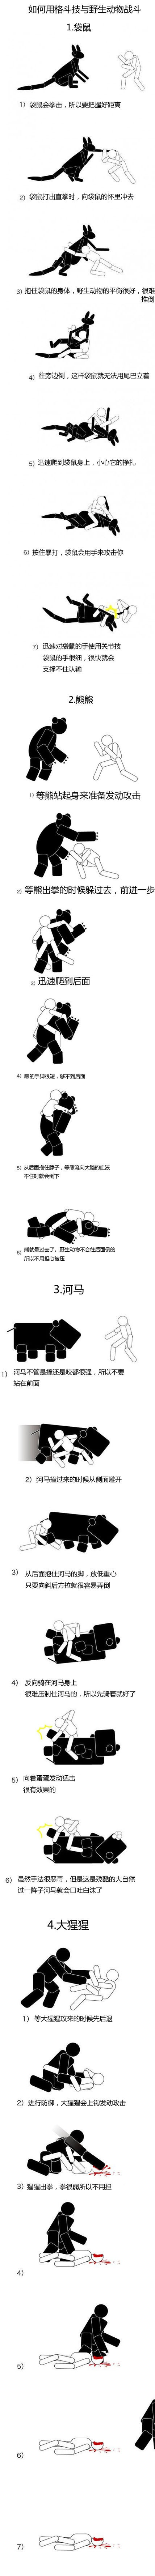 如何用格斗技与野生动物战斗
1.袋鼠
1）袋鼠会拳击，所以要把握好距离
2）袋鼠打出直拳时，向袋鼠的怀里冲去
3）抱住袋鼠的身体，野生动物的平衡很好，很难
推倒
4）往旁边倒，这样袋鼠就无法用尾巴立着
5）迅速爬到袋鼠身上，小心它的挣扎
6）按住暴打，袋鼠会用手来攻击你
7）迅速对袋鼠的手使用关节技
袋鼠的手很细，很快就会
支撑不住认输
2.熊熊
1）等熊站起身来准备发动攻击
2）等熊出拳的时候躲过去，前进一步
3）迅速爬到后面
4）熊的手脚很短，够不到后面
5）从后面抱住脖子，等熊流向大脑的血液
不住时就会倒下
6）熊就晕过去了，野生动物不会往后面倒的
所以不用担心被压
3.河马
1）河马不管是撞还是咬都很强，所以不要
站在前面
2）河马撞过来的时候从侧面避开
3）从后面抱住河马的脚，放低重心
只要向斜后方拉就很容易弄倒
4）反向骑在河马身上
很难压制住河马的，所以先骑着就好了
5）向着蛋蛋发动猛击
很有效果的
6）虽然手法很恶毒，但是这是残酷的大自然
过一阵子河马就会口吐白沫了
4.大猩猩
1）等大猩猩攻来的时候先后退
2）进行防御，大猩猩会上钩发动攻击
3）猩猩出拳，拳很弱所以不用担
4）
5）
6）
7）